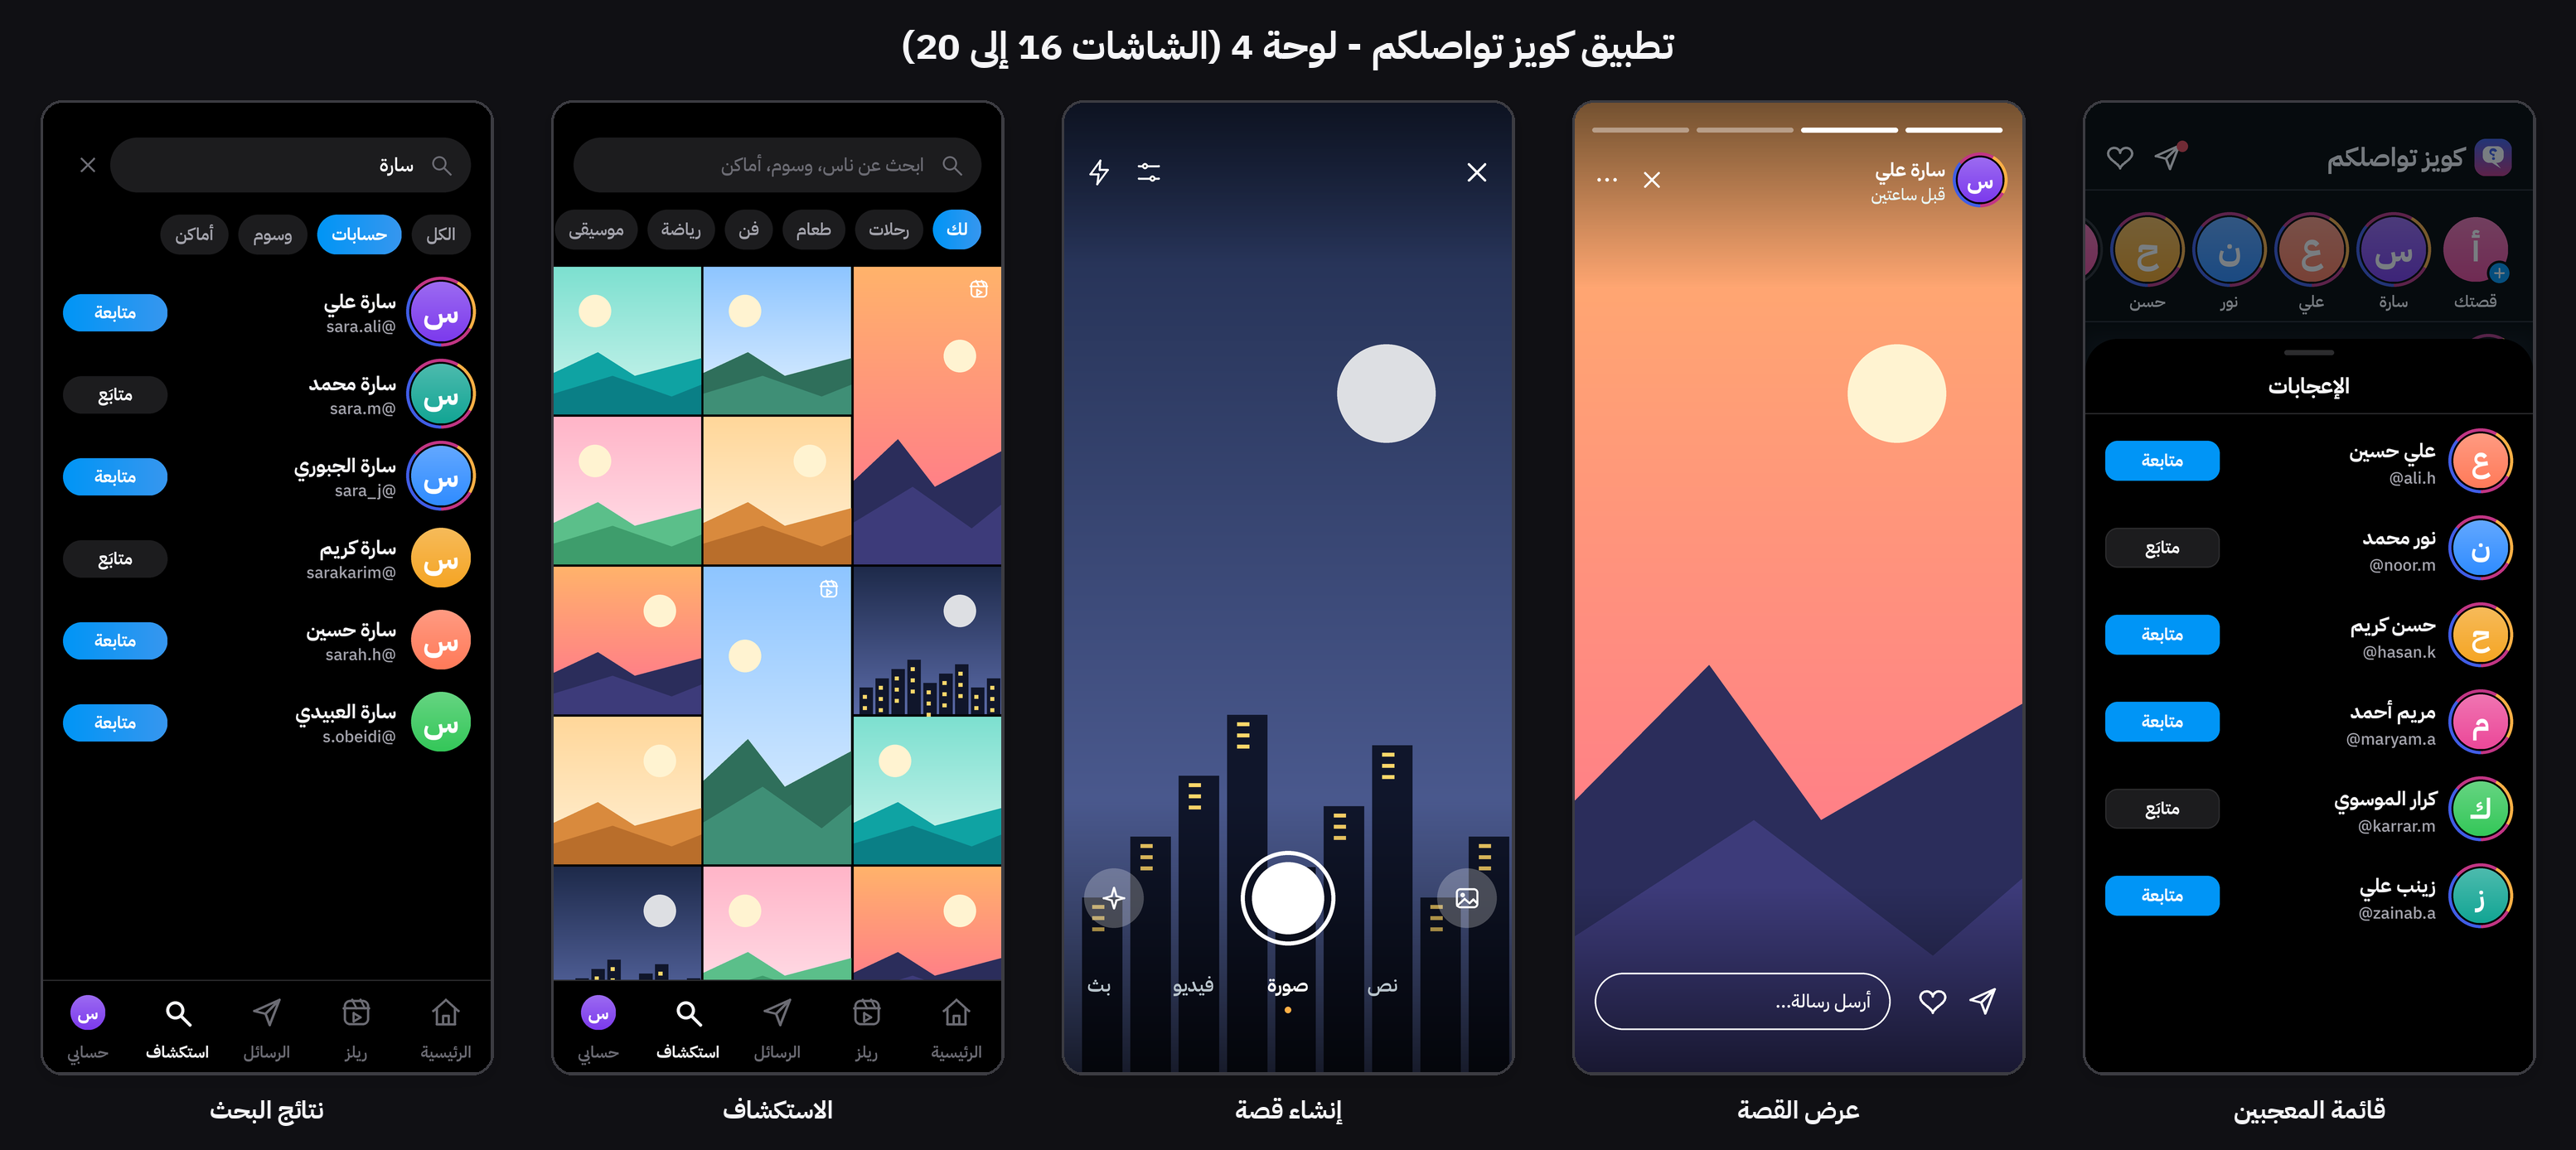 تطبيق كويز تواصلكم - لوحة 4 (الشاشات 16 إلى 20)
كويز تواصلكم
أ
س
ع
ن
ح
قصتك
سارة
علي
نور
حسن
الإعجابات
ع
علي حسين
@ali.h
متابعة
ن
نور محمد
@noor.m
متابَع
ح
حسن كريم
@hasan.k
متابعة
م
مريم أحمد
@maryam.a
متابعة
ك
كرار الموسوي
@karrar.m
متابَع
ز
زينب علي
@zainab.a
متابعة
قائمة المعجبين
س
سارة علي
قبل ساعتين
أرسل رسالة...
عرض القصة
نص
صورة
فيديو
بث
إنشاء قصة
ابحث عن ناس، وسوم، أماكن
لك
رحلات
طعام
فن
رياضة
موسيقى
س
الرئيسية
ريلز
الرسائل
استكشاف
حسابي
الاستكشاف
سارة
الكل
حسابات
وسوم
أماكن
س
سارة علي
sara.ali@
متابعة
س
سارة محمد
sara.m@
متابَع
س
سارة الجبوري
sara_j@
متابعة
س
سارة كريم
sarakarim@
متابَع
س
سارة حسين
sarah.h@
متابعة
س
سارة العبيدي
s.obeidi@
متابعة
س
الرئيسية
ريلز
الرسائل
استكشاف
حسابي
نتائج البحث